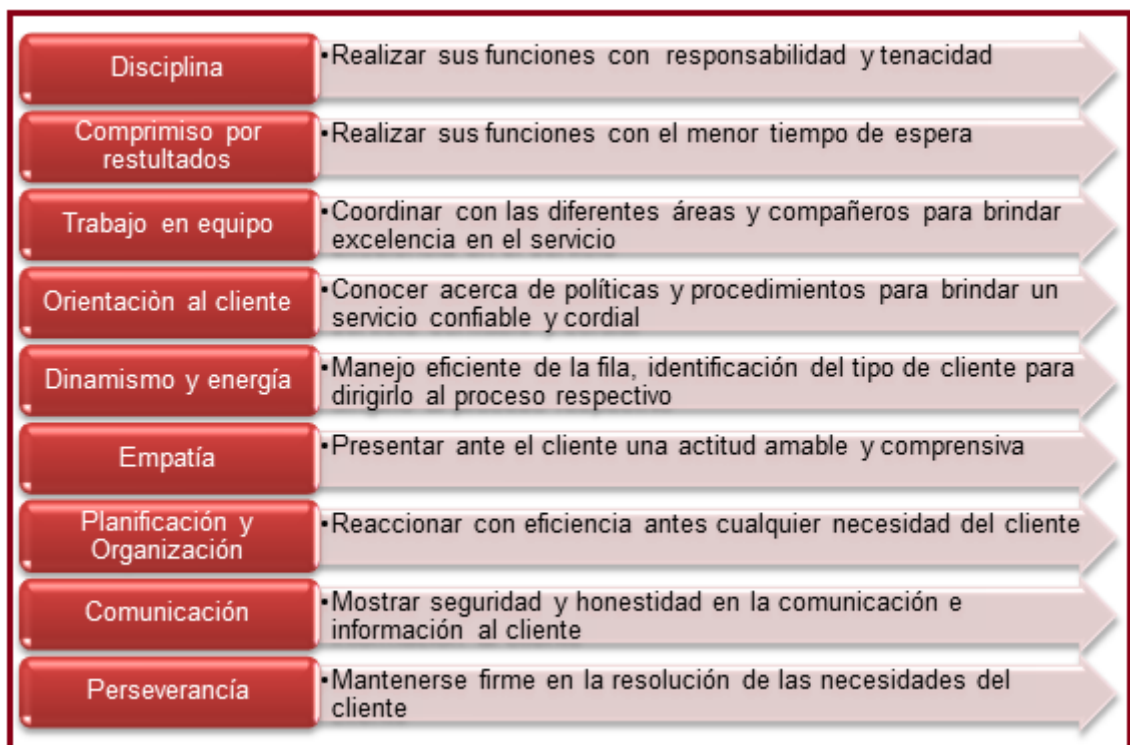 Disciplina
•Realizar sus funciones con responsabilidad y tenacidad
Comprimiso por
restultados
•Realizar sus funciones con el menor tiempo de espera
Trabajo en equipo
•Coordinar con las diferentes áreas y compañeros para brindar
excelencia en el servicio
Orientaciòn al cliente
•Conocer acerca de políticas y procedimientos para brindar un
servicio confiable y cordial
Dinamismo y energía
•Manejo eficiente de la fila, identificación del tipo de cliente para
dirigirlo al proceso respectivo
Empatía
•Presentar ante el cliente una actitud amable y comprensiva
Planificación y
Organización
•Reaccionar con eficiencia antes cualquier necesidad del cliente
Comunicación
•Mostrar seguridad y honestidad en la comunicación e
información al cliente
Perseverancía
•Mantenerse firme en la resolución de las necesidades del
cliente